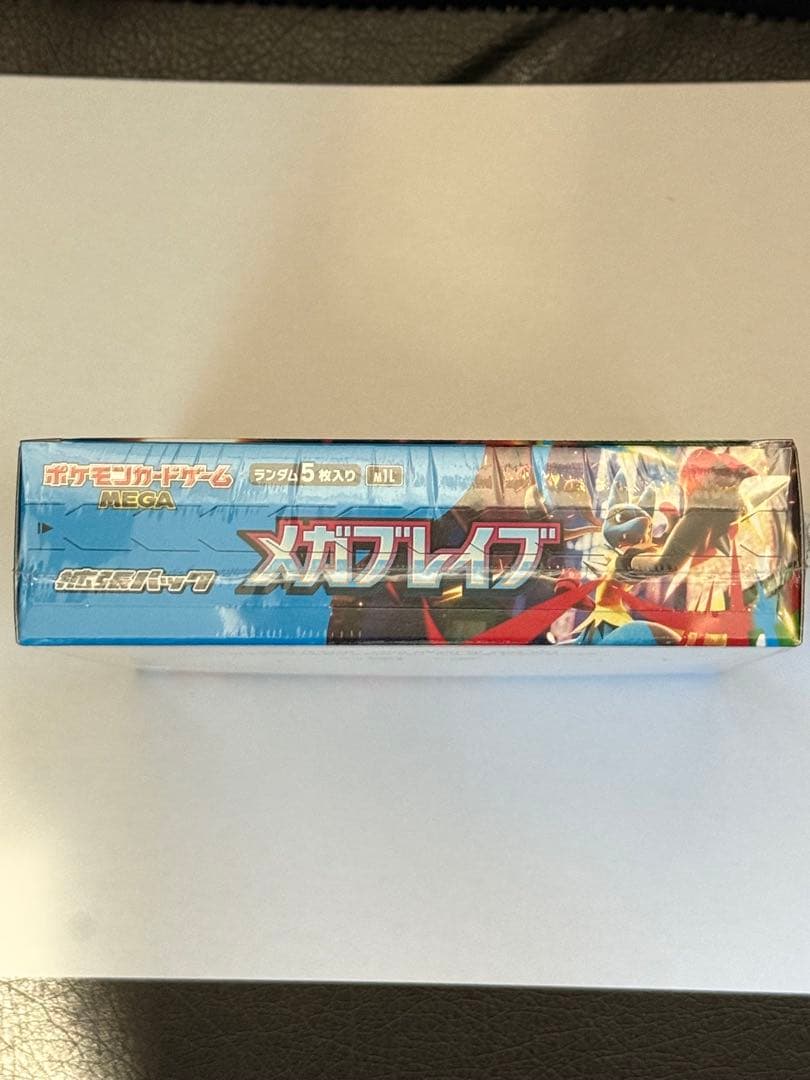 ポケモンカードゲーム
MEGA
ランダム5枚入り
M1L
拡張パック
メガブレイブ